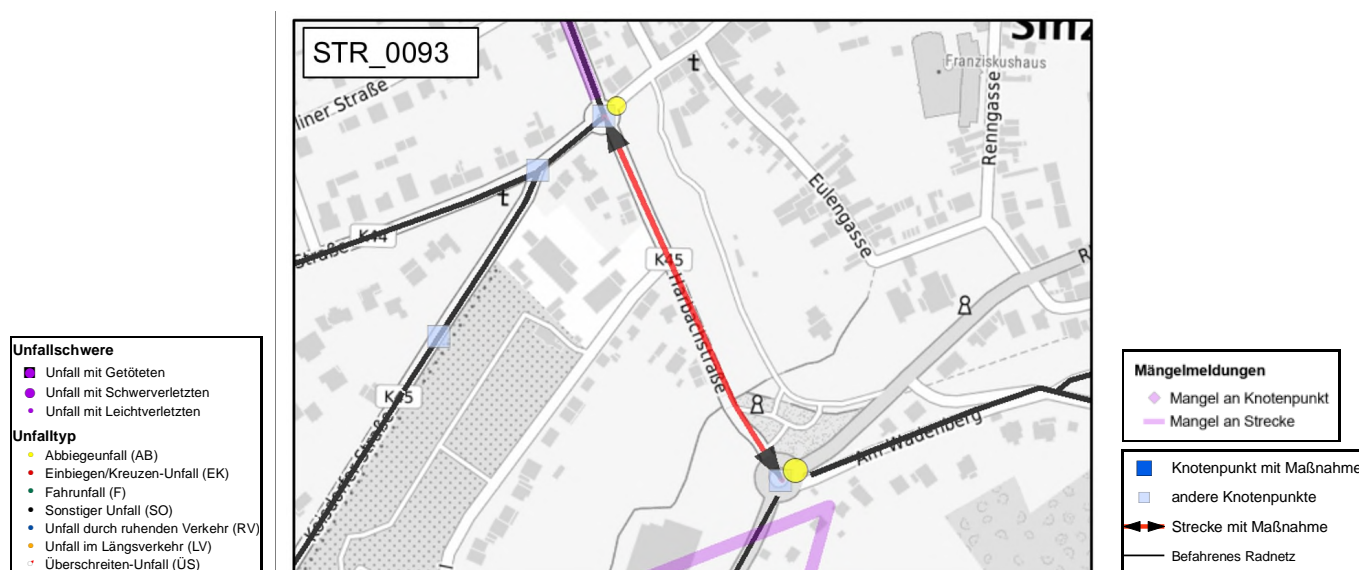 STR_0093
Sinz
Franziskushaus
liner Straße
Renngasse
Eulengasse
K44
Straße
K45
Harbachstraße
K45
Koisdorfer Straße
Am Wadenberg
Unfallschwere
Unfall mit Getöteten
Unfall mit Schwerverletzten
Unfall mit Leichtverletzten
Unfalltyp
Abbiegeunfall (AB)
Einbiegen/Kreuzen-Unfall (EK)
Fahrunfall (F)
Sonstiger Unfall (SO)
Unfall durch ruhenden Verkehr (RV)
Unfall im Längsverkehr (LV)
Überschreiten-Unfall (ÜS)
Mängelmeldungen
Mangel an Knotenpunkt
Mangel an Strecke
Knotenpunkt mit Maßnahme
andere Knotenpunkte
Strecke mit Maßnahme
Befahrenes Radnetz